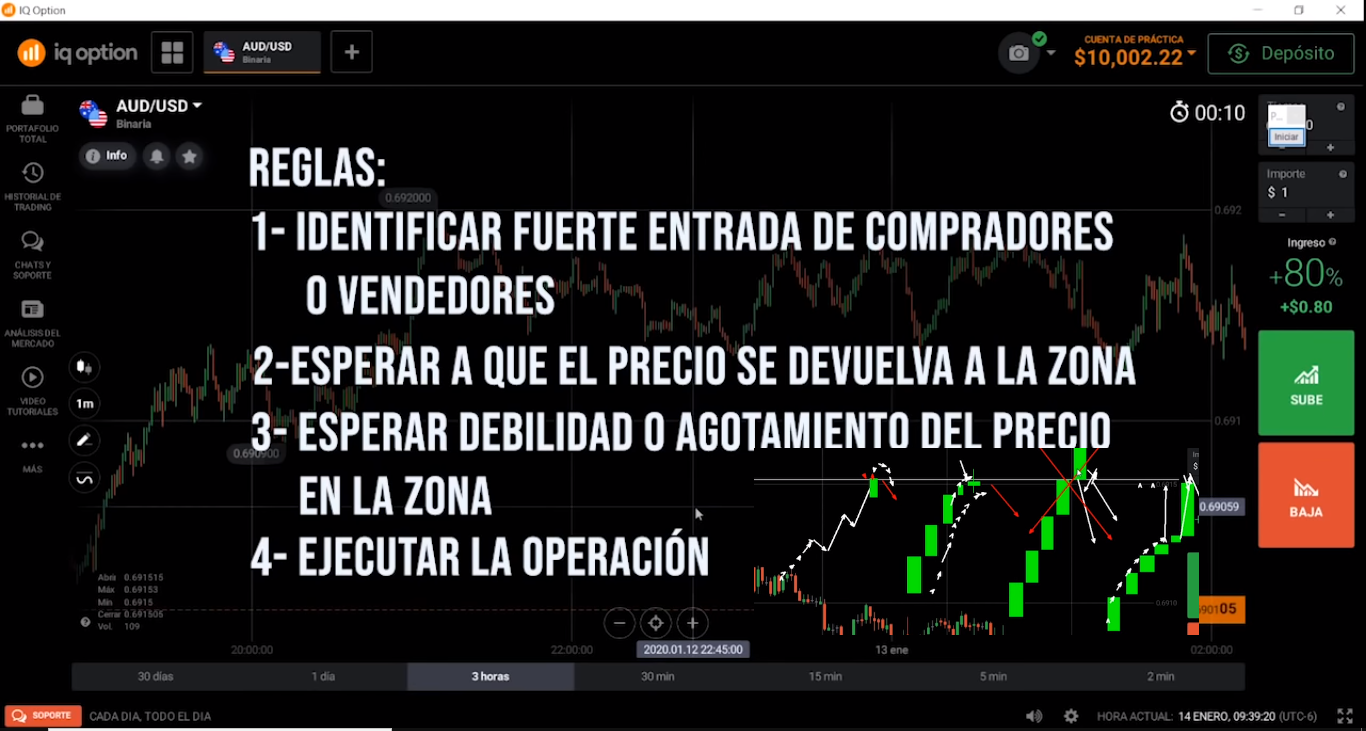 IQ Option
iq option
AUD/USD
Binaria
CUENTA DE PRÁCTICA
$10,002.22
Depósito
PORTAFOLIO
TOTAL
HISTORIAL DE
TRADING
CHATS Y
SOPORTE
ANÁLISIS DEL
MERCADO
VIDEO
TUTORIALES
MÁS
AUD/USD
Binaria
Info
1m
00:10
REGLAS:
1- IDENTIFICAR FUERTE ENTRADA DE COMPRADORES
O VENDEDORES
2-ESPERAR A QUE EL PRECIO SE DEVUELVA A LA ZONA
3- ESPERAR DEBILIDAD O AGOTAMIENTO DEL PRECIO
EN LA ZONA
4- EJECUTAR LA OPERACIÓN
0.692000
0.690900
0.692
0.691
0.69059
P...
Iniciar
Importe
$ 1
Ingreso
+80%
+$0.80
SUBE
BAJA
Abrir 0.691515
Máx 0.69153
Mín 0.6915
Cerrar 0.691505
Vol. 109
0.6915
0.6910
20:00:00
22:00:00
2020.01.12 22:45:00
13 ene
02:00:00
30 días
1 día
3 horas
30 min
15 min
5 min
2 min
SOPORTE
CADA DIA, TODO EL DIA
HORA ACTUAL: 14 ENERO, 09:39:20 (UTC-6)